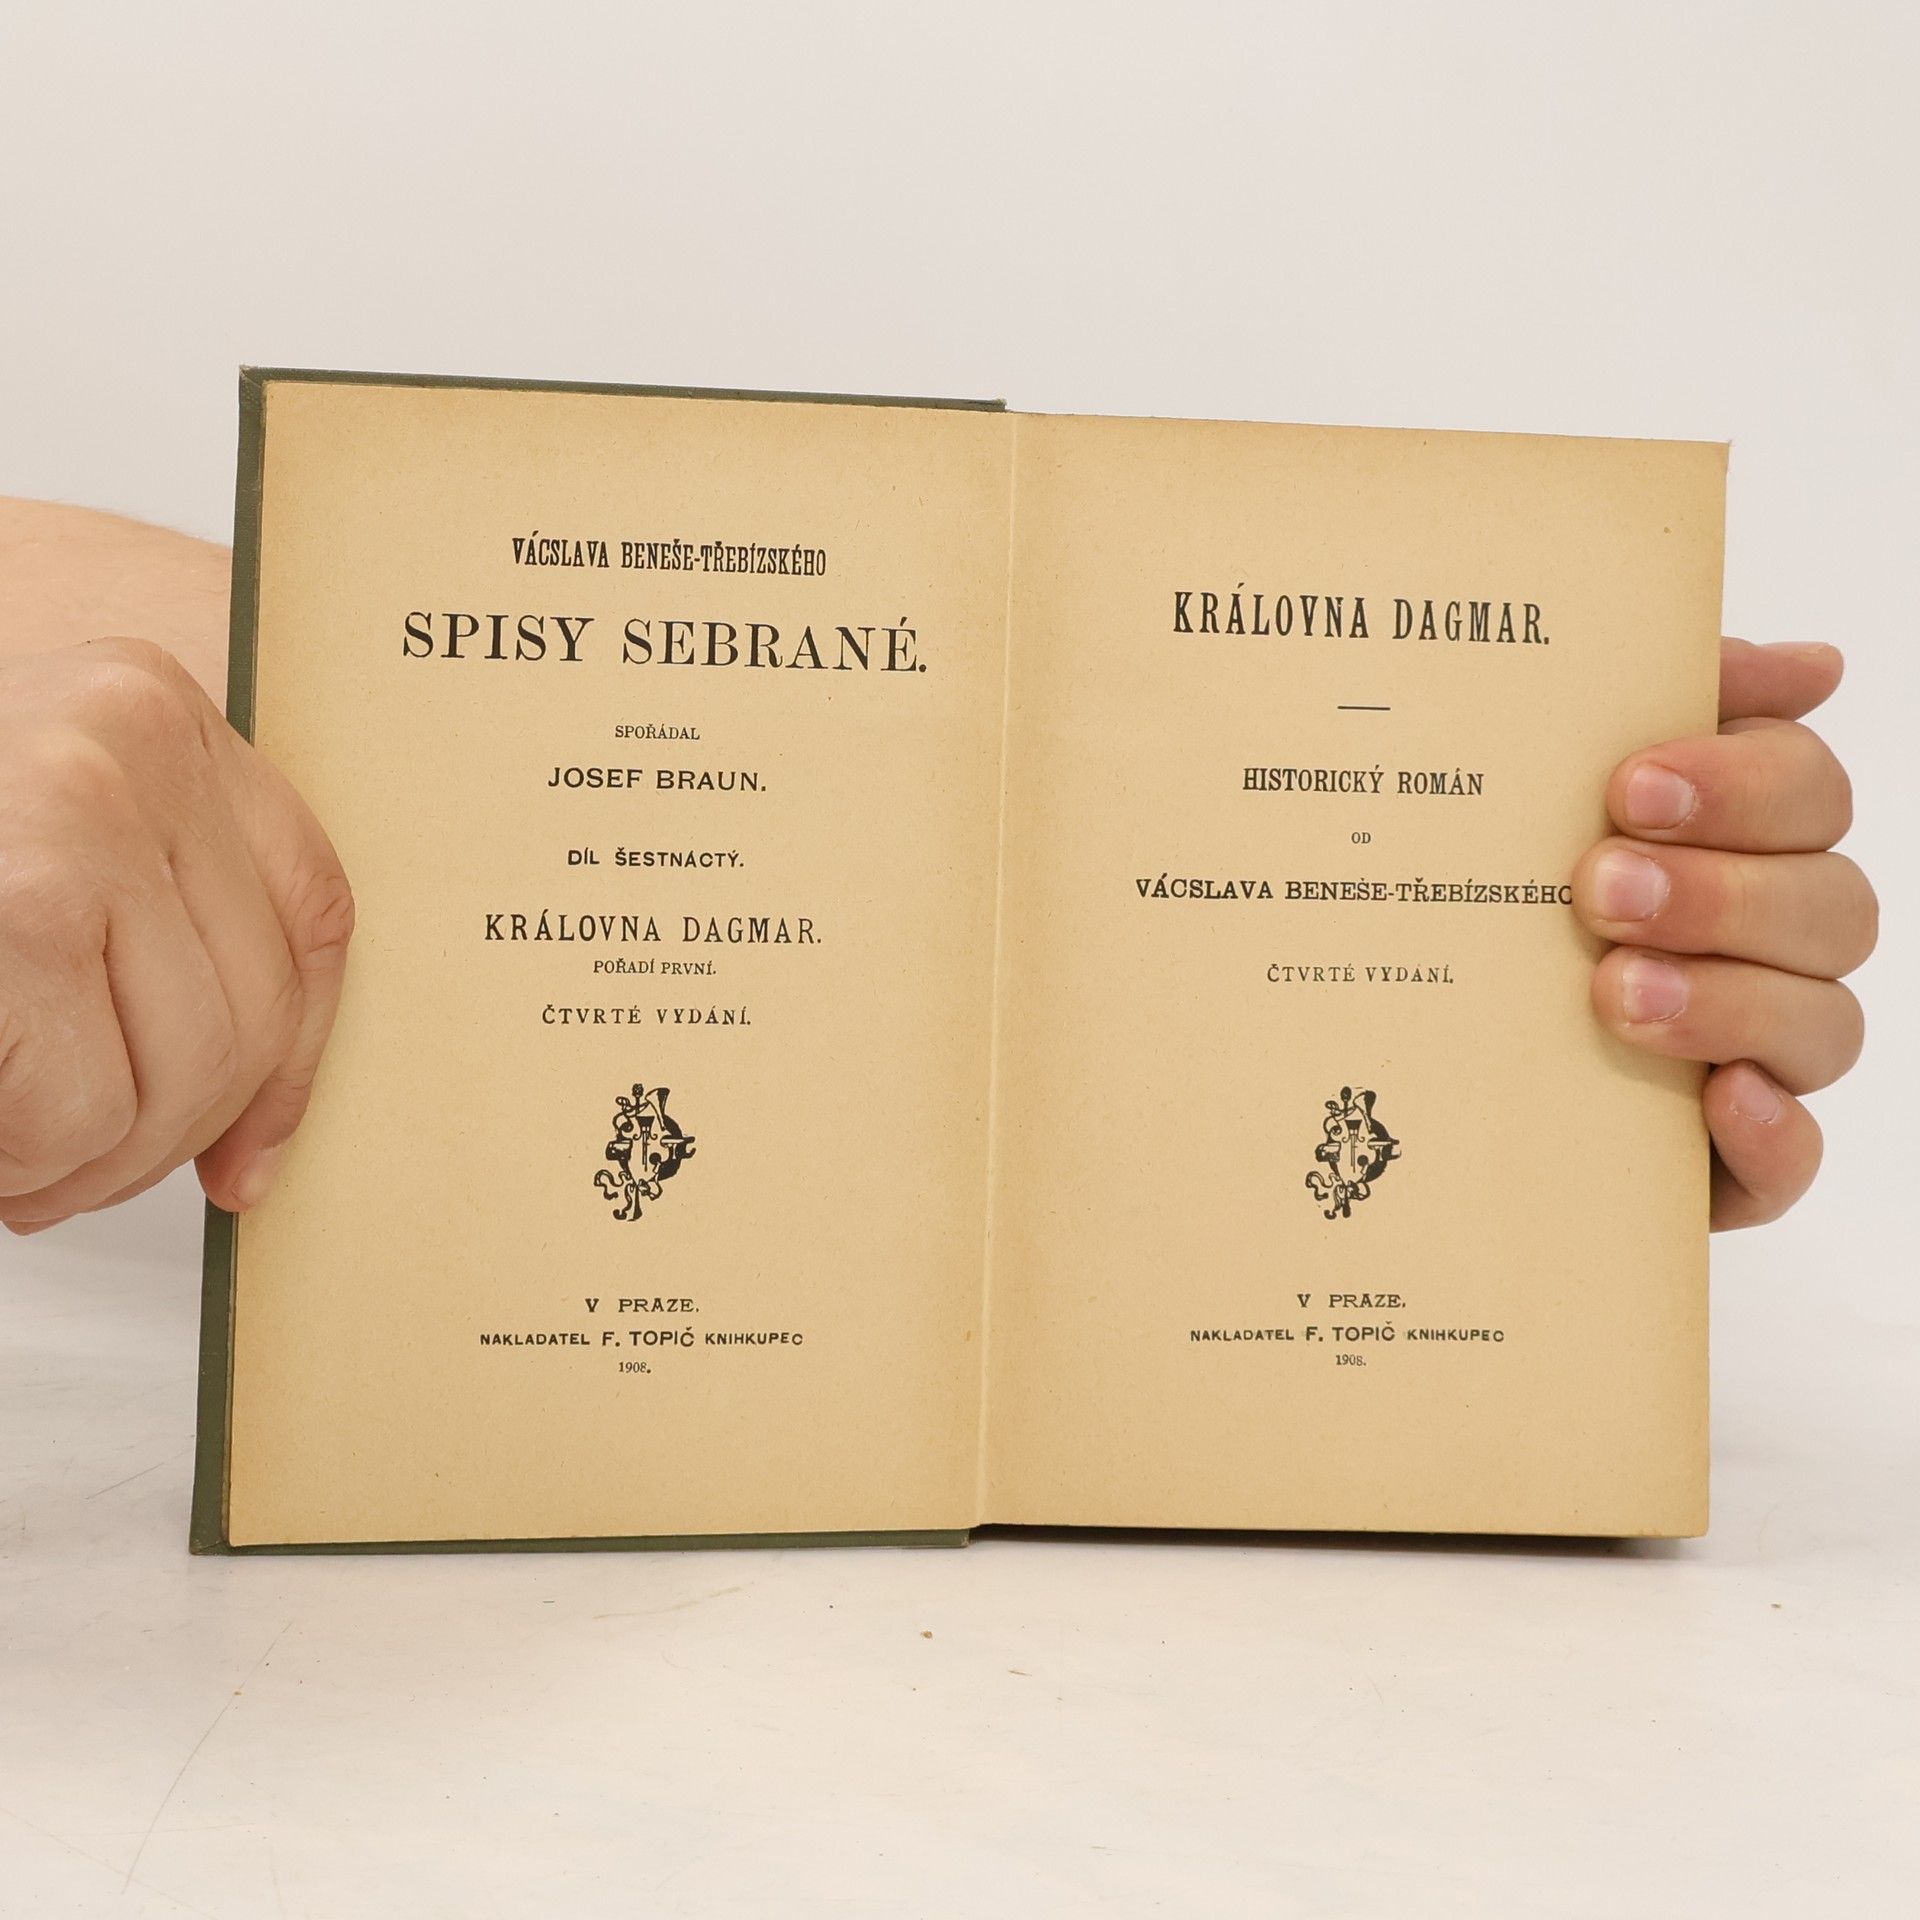 VÁCSLAVA BENEŠE-TŘEBÍZSKÉHO
SPISY SEBRANÉ.
SPOŘÁDAL
JOSEF BRAUN.
DÍL ŠESTNÁCTÝ.
KRÁLOVNA DAGMAR.
POŘADÍ PRVNÍ.
ČTVRTÉ VYDÁNÍ.
V PRAZE.
NAKLADATEL F. TOPIČ KNIHKUPEC
1908.
KRÁLOVNA DAGMAR.
HISTORICKÝ ROMÁN
OD
VÁCSLAVA BENEŠE-TŘEBÍZSKÉHO
ČTVRTÉ VYDÁNÍ.
V PRAZE.
NAKLADATEL F. TOPIČ KNIHKUPEC
1908.